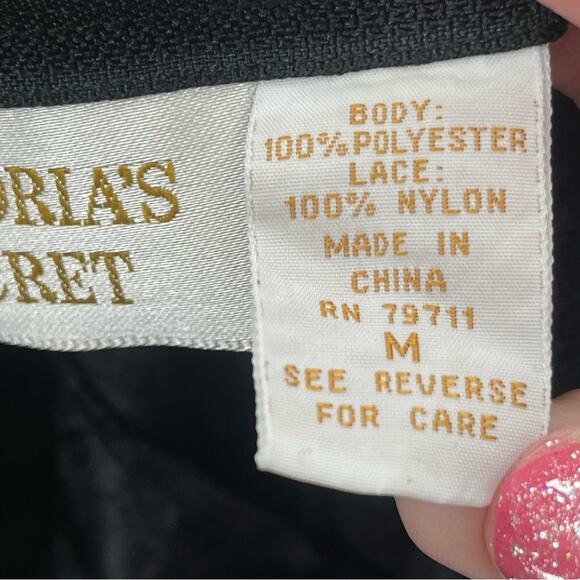 ORIA'S
CRET
BODY:
100% POLYESTER
LACE:
100% NYLON
MADE IN
CHINA
RN 79711
M
SEE REVERSE
FOR CARE